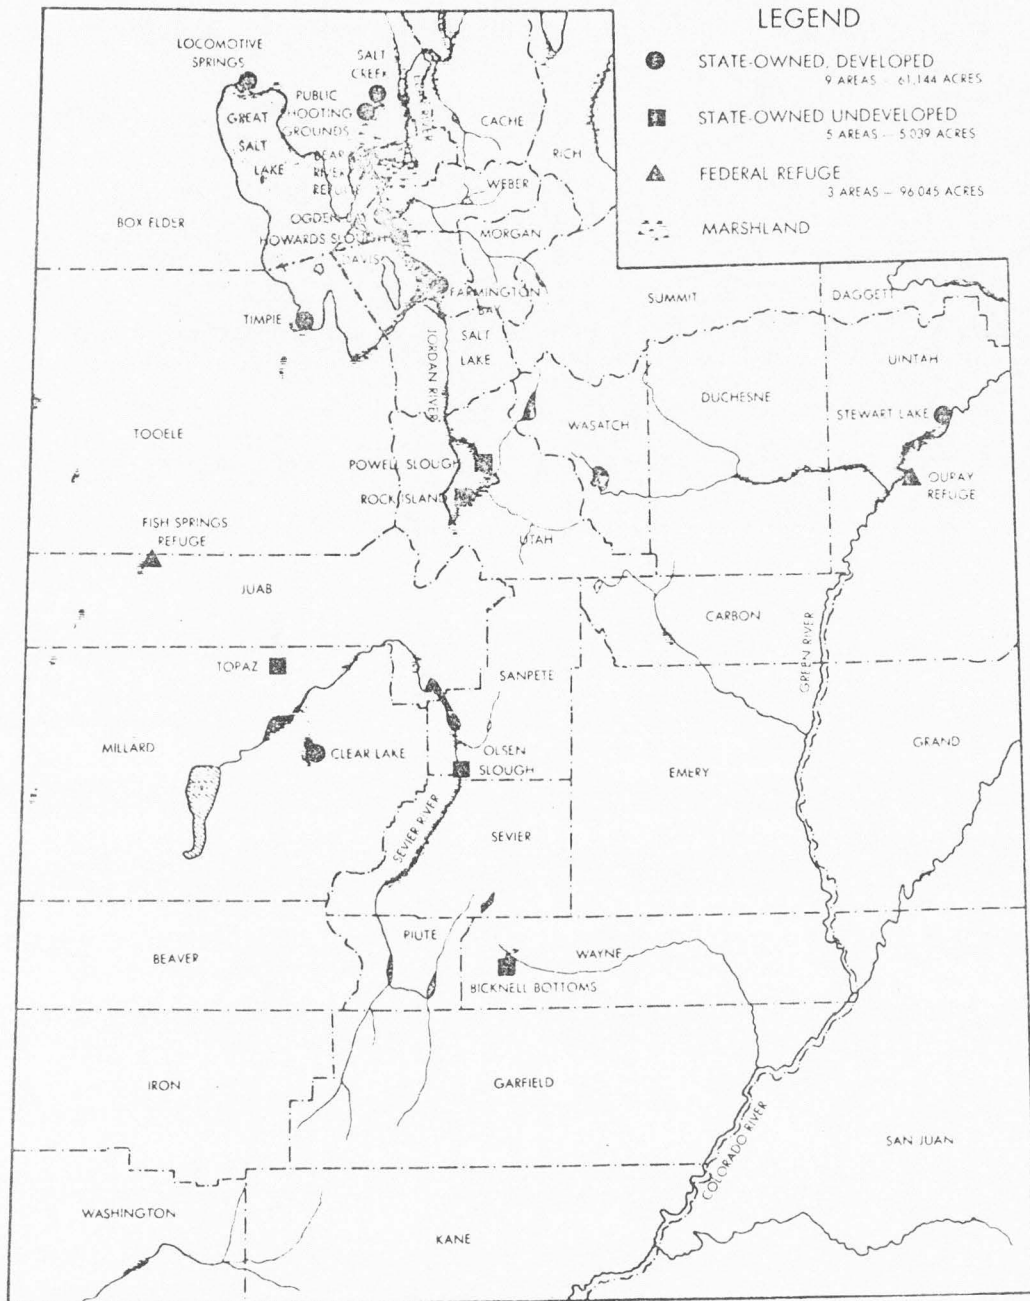 LEGEND
STATE-OWNED, DEVELOPED
9 AREAS — 61,144 ACRES
STATE-OWNED UNDEVELOPED
5 AREAS — 5,039 ACRES
FEDERAL REFUGE
3 AREAS — 96,045 ACRES
MARSHLAND
LOCOMOTIVE
SPRINGS
SALT
CREEK
PUBLIC
SHOOTING
GROUNDS
GREAT
SALT
LAKE
BEAR
RIVER
REFUGE
CACHE
RICH
WEBER
BOX ELDER
OGDEN BAY
HOWARDS SLOUGH
MORGAN
DAVIS
FARMINGTON
BAY
SUMMIT
DAGGETT
TIMPIE
SALT
LAKE
JORDAN RIVER
UINTAH
DUCHESNE
STEWART LAKE
WASATCH
TOOELE
POWELL SLOUGH
ROCK ISLAND
OURAY
REFUGE
FISH SPRINGS
REFUGE
UTAH
JUAB
CARBON
GREEN RIVER
TOPAZ
SANPETE
MILLARD
CLEAR LAKE
OLSEN
SLOUGH
EMERY
GRAND
SEVIER RIVER
SEVIER
PIUTE
BEAVER
WAYNE
BICKNELL BOTTOMS
IRON
GARFIELD
COLORADO RIVER
SAN JUAN
WASHINGTON
KANE